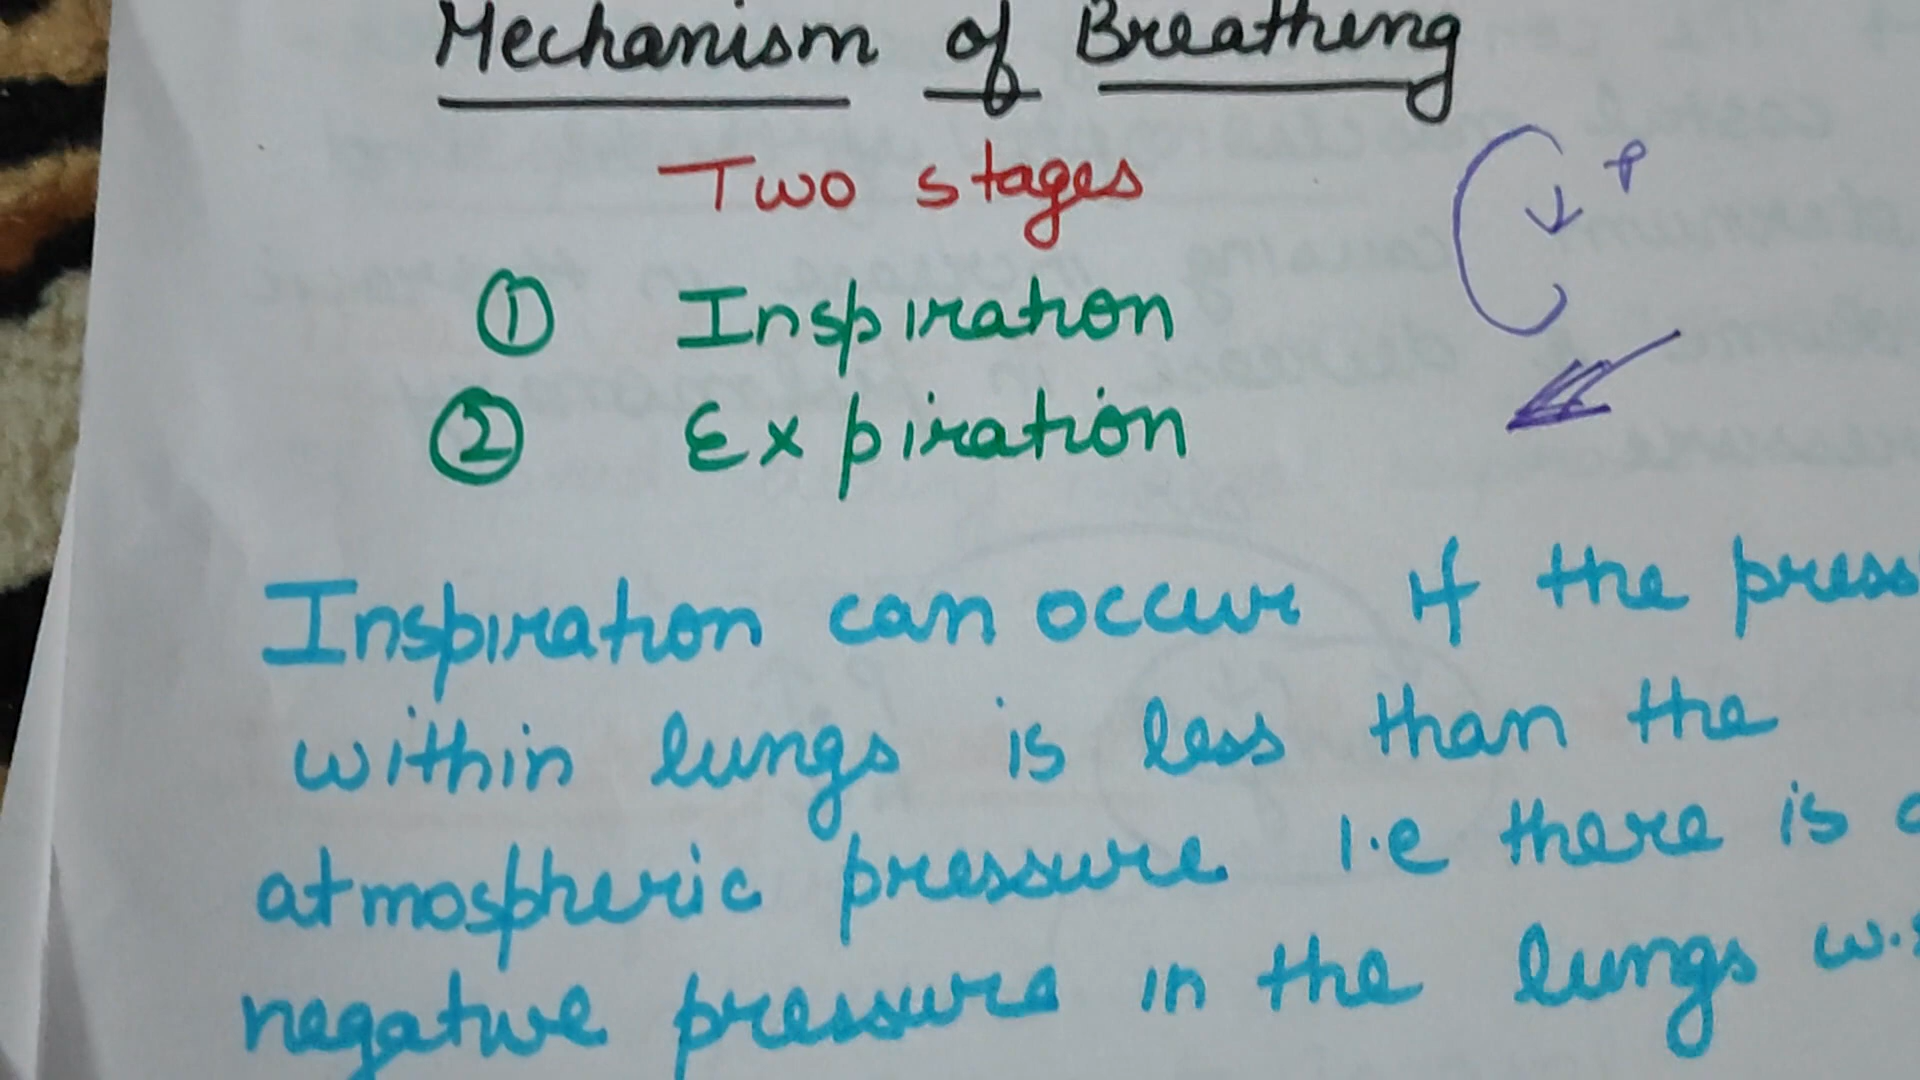 Mechanism of Breathing
Two stages
① Inspiration
② Expiration
P
Inspiration can occur if the press
within lungs is less than the
atmospheric pressure i.e there is
negative pressure in the lungs w.